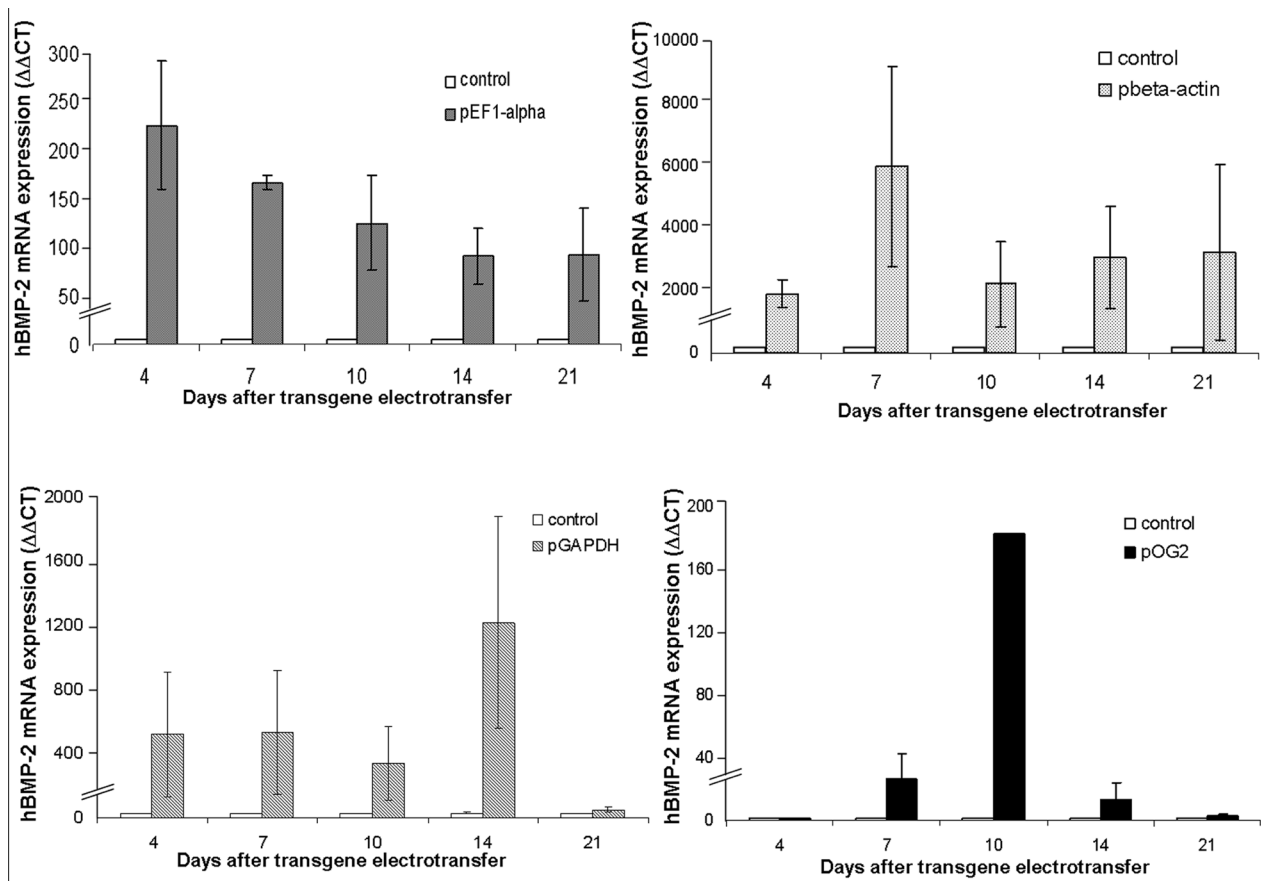 hBMP-2 mRNA expression (ΔΔCT)
300
250
200
150
100
50
0
control
pEF1-alpha
4 7 10 14 21
Days after transgene electrotransfer
hBMP-2 mRNA expression (ΔΔCT)
10000
8000
6000
4000
2000
0
control
pbeta-actin
4 7 10 14 21
Days after transgene electrotransfer
hBMP-2 mRNA expression (ΔΔCT)
2000
1600
1200
800
400
0
control
pGAPDH
4 7 10 14 21
Days after transgene electrotransfer
hBMP-2 mRNA expression (ΔΔCT)
200
160
120
80
40
0
control
pOG2
4 7 10 14 21
Days after transgene electrotransfer